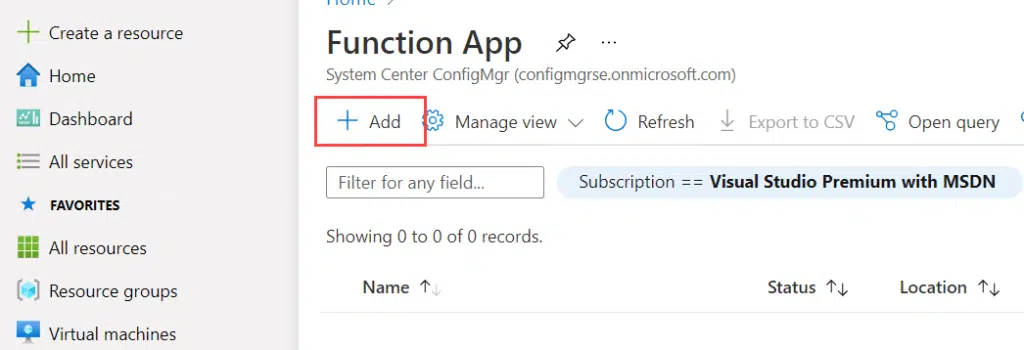 Home
Create a resource
Home
Dashboard
All services
FAVORITES
All resources
Resource groups
Virtual machines
Function App
System Center ConfigMgr (configmgrse.onmicrosoft.com)
Add Manage view Refresh Export to CSV Open query
Filter for any field... Subscription == Visual Studio Premium with MSDN
Showing 0 to 0 of 0 records.
Name Status Location